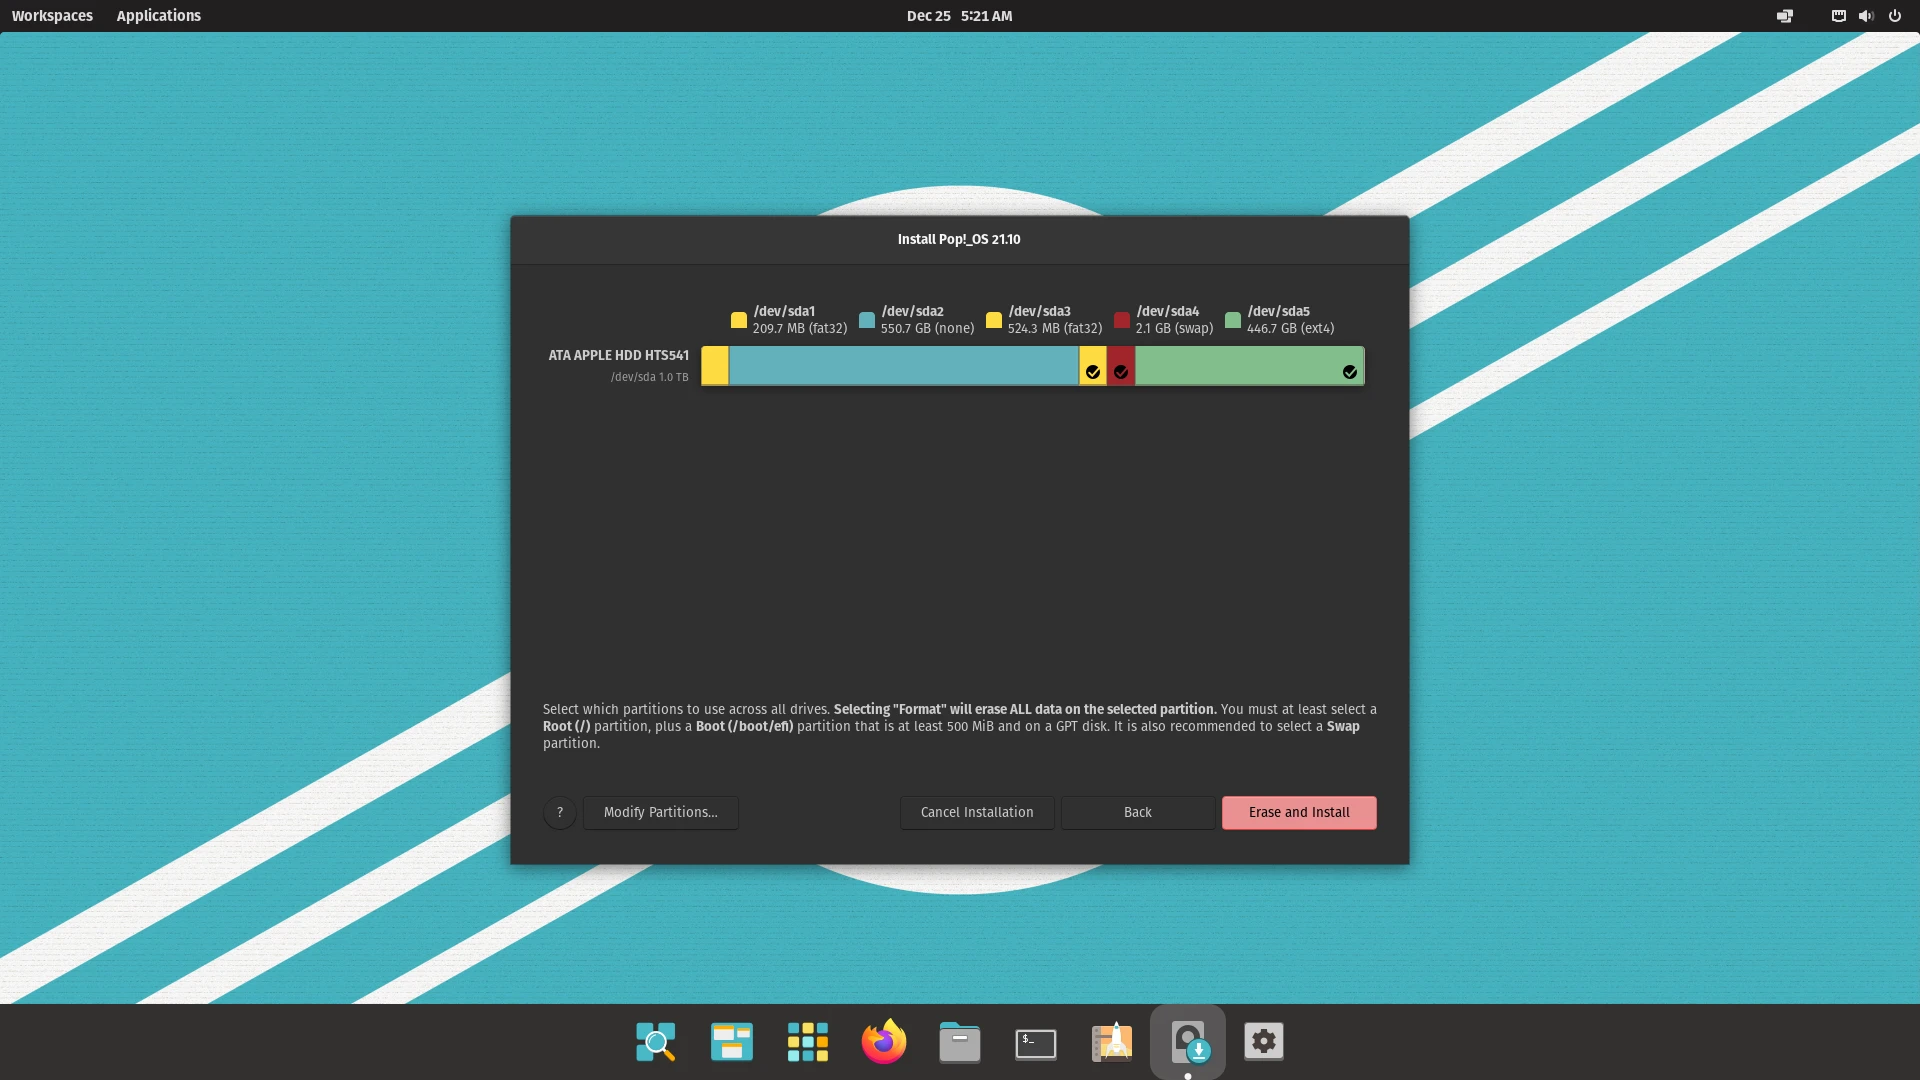 Workspaces Applications Dec 25 5:21 AM
Install Pop!_OS 21.10
/dev/sda1 /dev/sda2 /dev/sda3 /dev/sda4 /dev/sda5
209.7 MB (fat32) 550.7 GB (none) 524.3 MB (fat32) 2.1 GB (swap) 446.7 GB (ext4)
ATA APPLE HDD HTS541
/dev/sda 1.0 TB
Select which partitions to use across all drives. Selecting "Format" will erase ALL data on the selected partition. You must at least select a
Root (/) partition, plus a Boot (/boot/efi) partition that is at least 500 MiB and on a GPT disk. It is also recommended to select a Swap
partition.
? Modify Partitions... Cancel Installation Back Erase and Install
$_